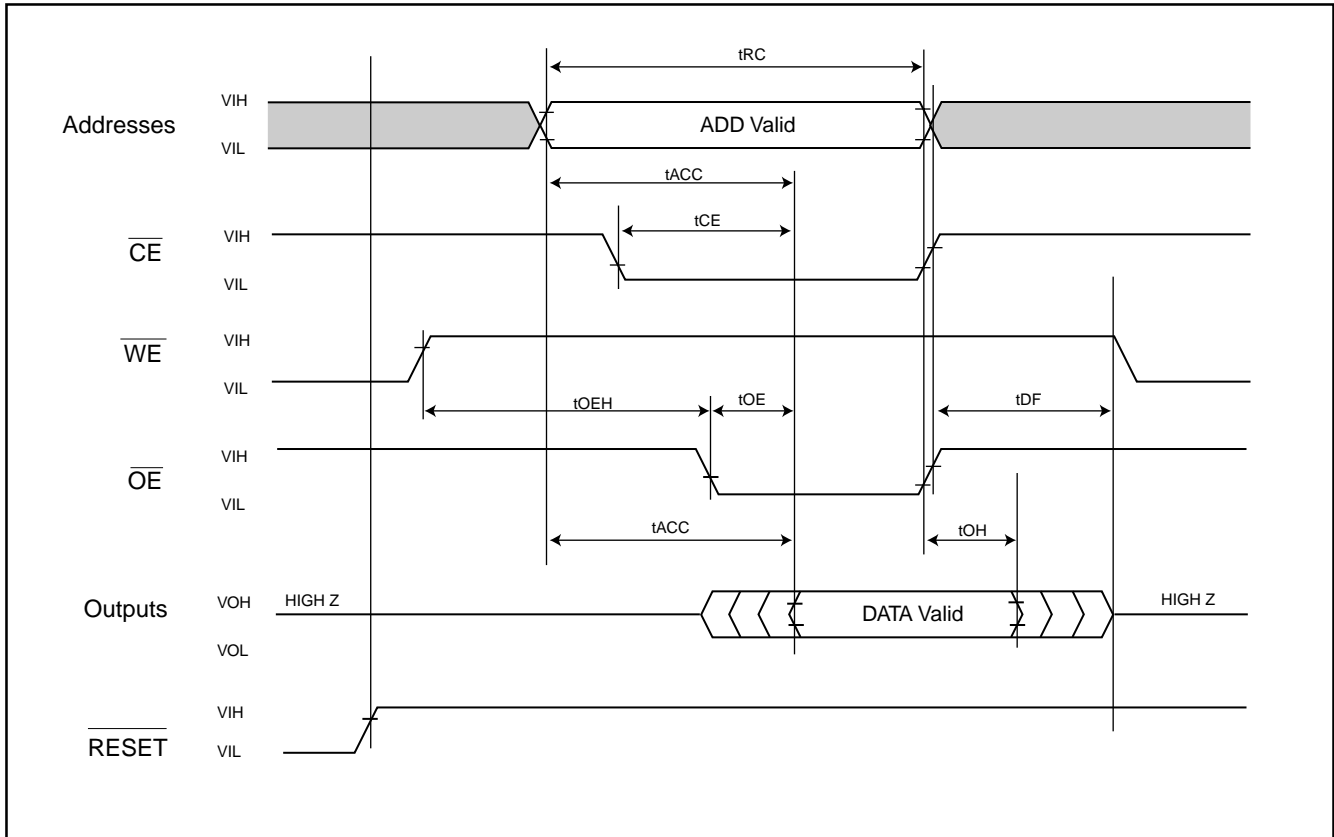 tRC
Addresses
VIH
VIL
ADD Valid
tACC
tCE
CE
VIH
VIL
WE
VIH
VIL
tOEH
tOE
tDF
OE
VIH
VIL
tACC
tOH
Outputs
VOH
VOL
HIGH Z
DATA Valid
HIGH Z
RESET
VIH
VIL